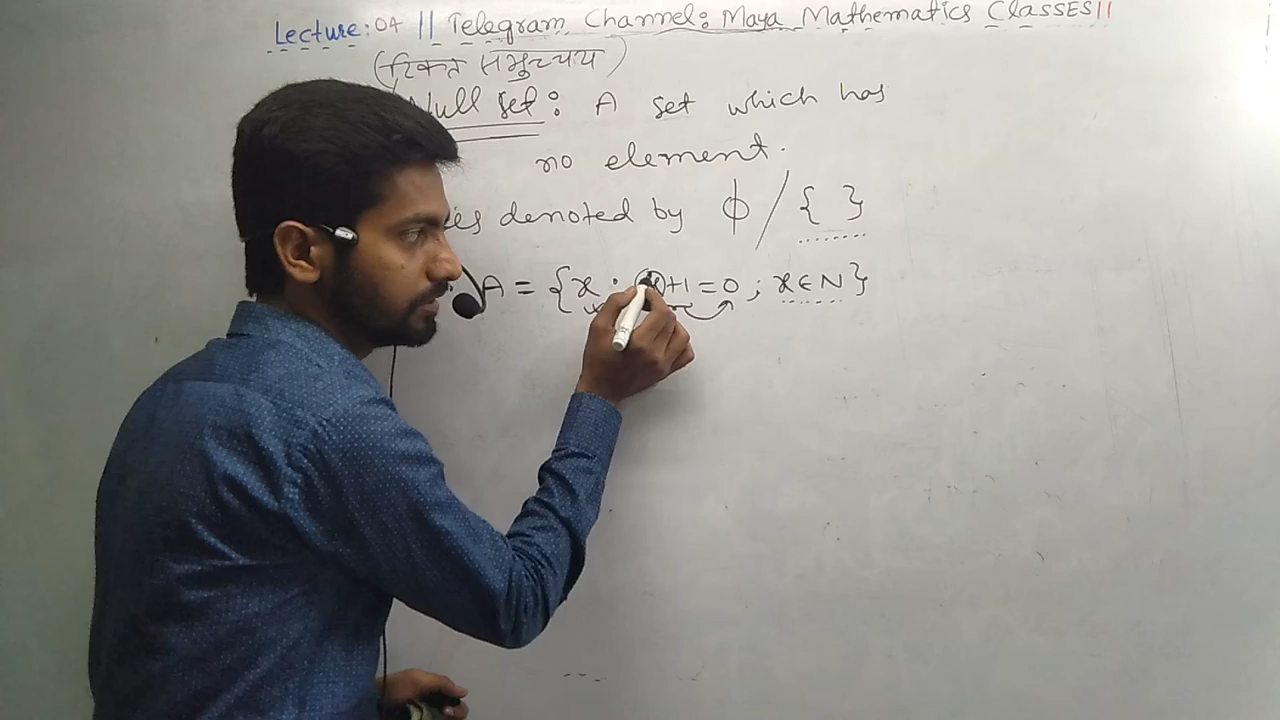 Lecture: 04 || Telegram Channel: Maya Mathematics Classes ||
(रिक्त समुच्चय)
Null set: A set which has
no element.
denoted by ϕ / { }
A = {x : x+1 = 0 ; x ∈ N}